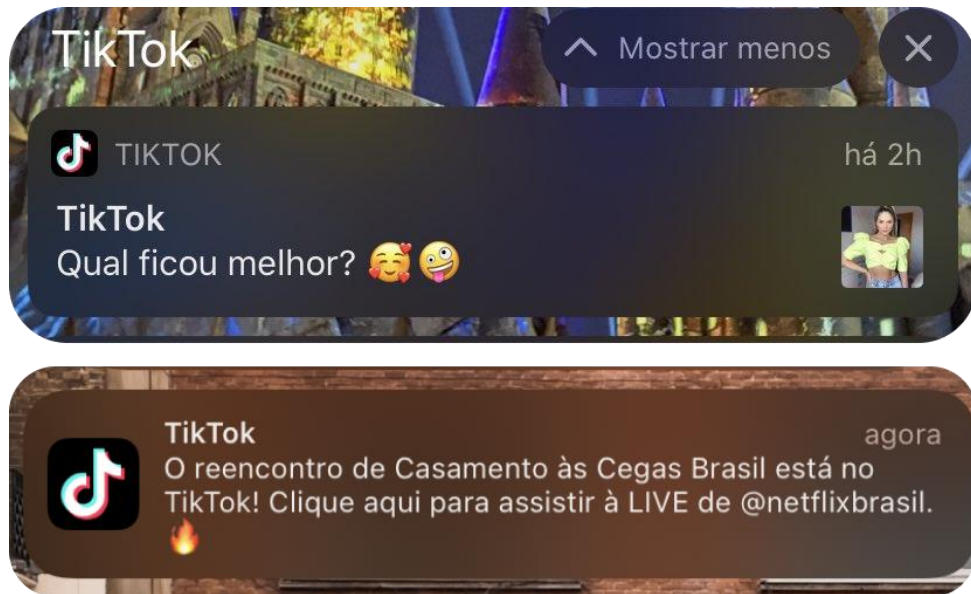 TikTok
Mostrar menos
TIKTOK
há 2h
TikTok
Qual ficou melhor? 🥰🤪
TikTok
agora
O reencontro de Casamento às Cegas Brasil está no
TikTok! Clique aqui para assistir à LIVE de @netflixbrasil.
🔥